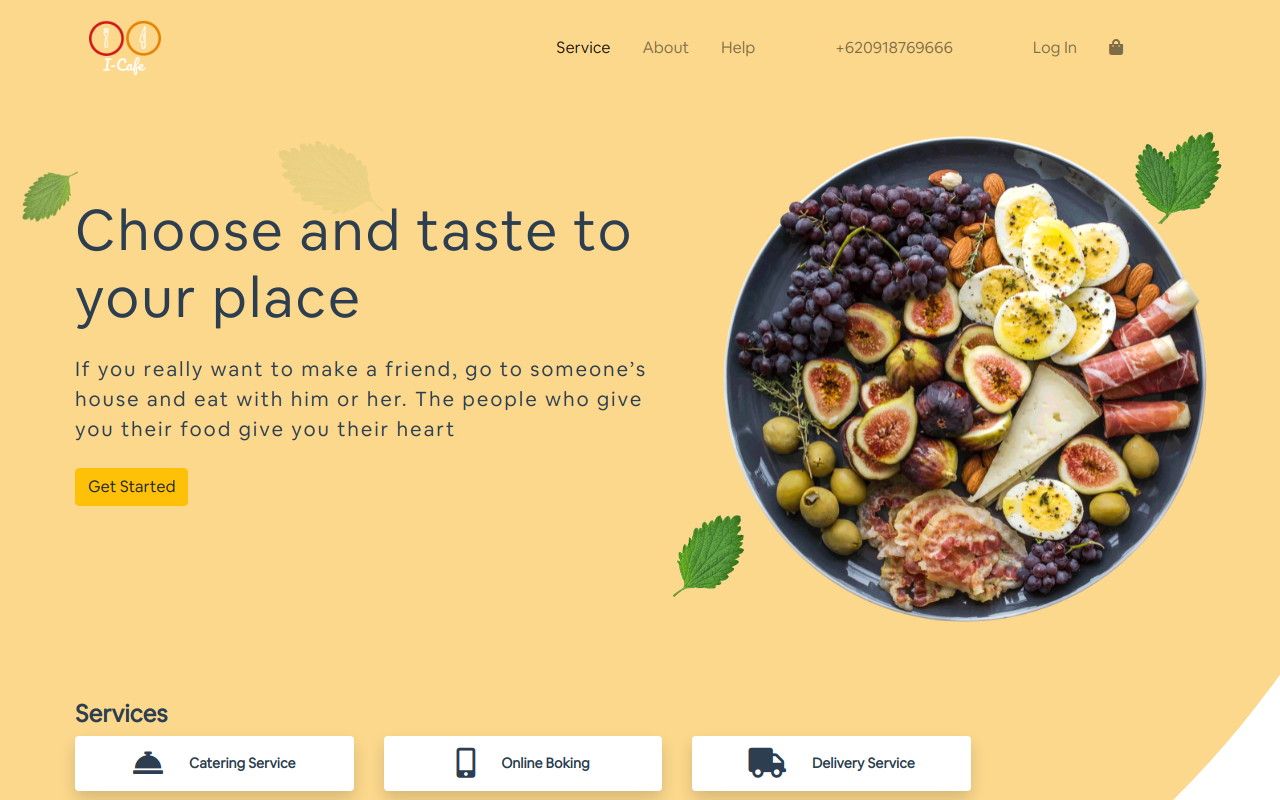 I-Cafe
Service About Help +620918769666 Log In
Choose and taste to
your place
If you really want to make a friend, go to someone’s
house and eat with him or her. The people who give
you their food give you their heart
Get Started
Services
Catering Service
Online Boking
Delivery Service